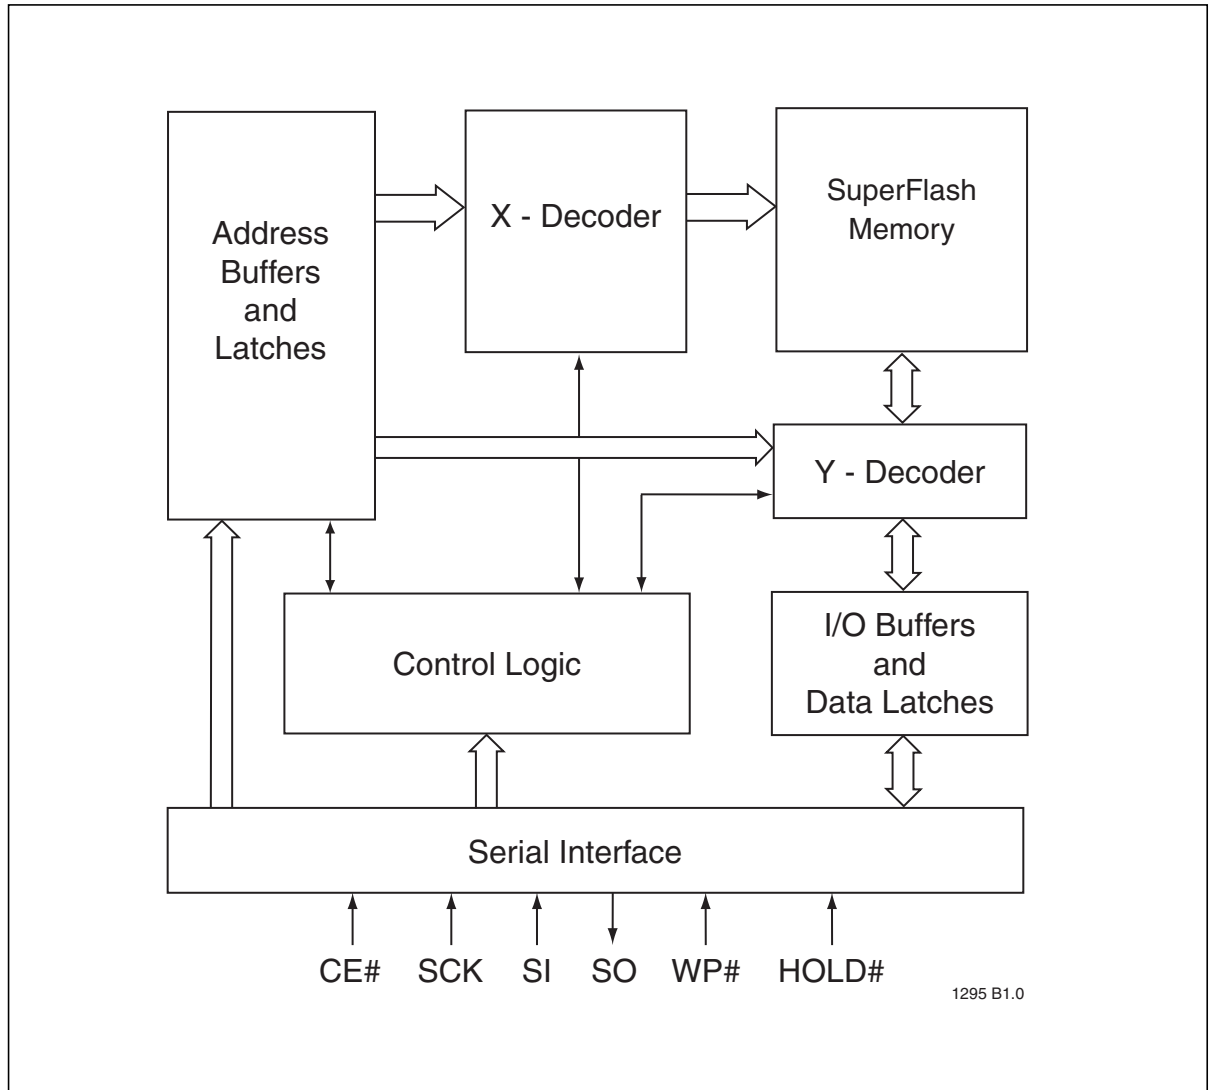 Address
Buffers
and
Latches
X - Decoder
SuperFlash
Memory
Y - Decoder
Control Logic
I/O Buffers
and
Data Latches
Serial Interface
CE# SCK SI SO WP# HOLD#
1295 B1.0